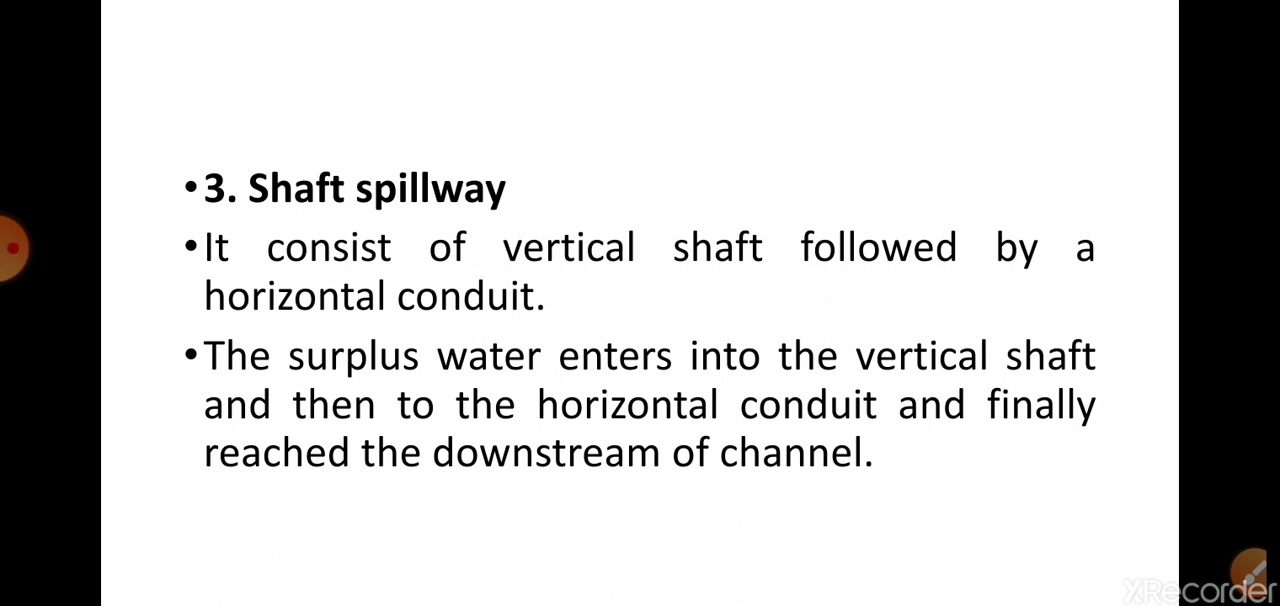 •3. Shaft spillway
•It consist of vertical shaft followed by a
horizontal conduit.
•The surplus water enters into the vertical shaft
and then to the horizontal conduit and finally
reached the downstream of channel.
XRecorder